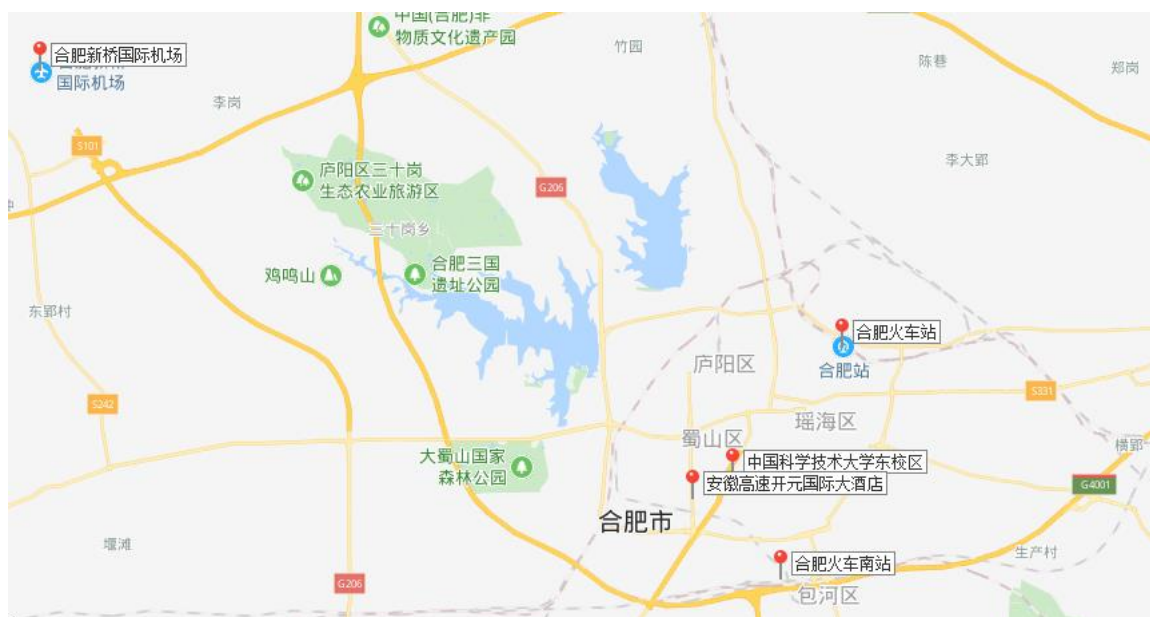 中国(合肥)非
物质文化遗产园
竹园
陈巷
郑岗
合肥新桥国际机场
国际机场
李岗
S101
庐阳区三十岗
生态农业旅游区
G206
李大郢
三十岗乡
鸡鸣山
合肥三国
遗址公园
东郢村
合肥火车站
合肥站
庐阳区
S331
S242
瑶海区
蜀山区
横郢
大蜀山国家
森林公园
中国科学技术大学东校区
安徽高速开元国际大酒店
G4001
合肥市
堰滩
生产村
合肥火车南站
G206
包河区